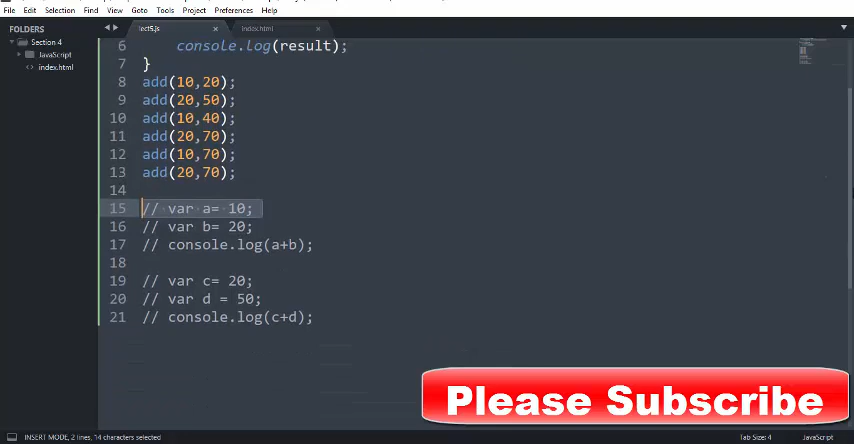 File Edit Selection Find View Goto Tools Project Preferences Help
FOLDERS
Section 4
JavaScript
index.html
lect5.js
index.html
6 console.log(result);
7 }
8 add(10,20);
9 add(20,50);
10 add(10,40);
11 add(20,70);
12 add(10,70);
13 add(20,70);
14
15 // var a= 10;
16 // var b= 20;
17 // console.log(a+b);
18
19 // var c= 20;
20 // var d = 50;
21 // console.log(c+d);
Please Subscribe
INSERT MODE, 2 lines, 14 characters selected
Tab Size: 4
JavaScript